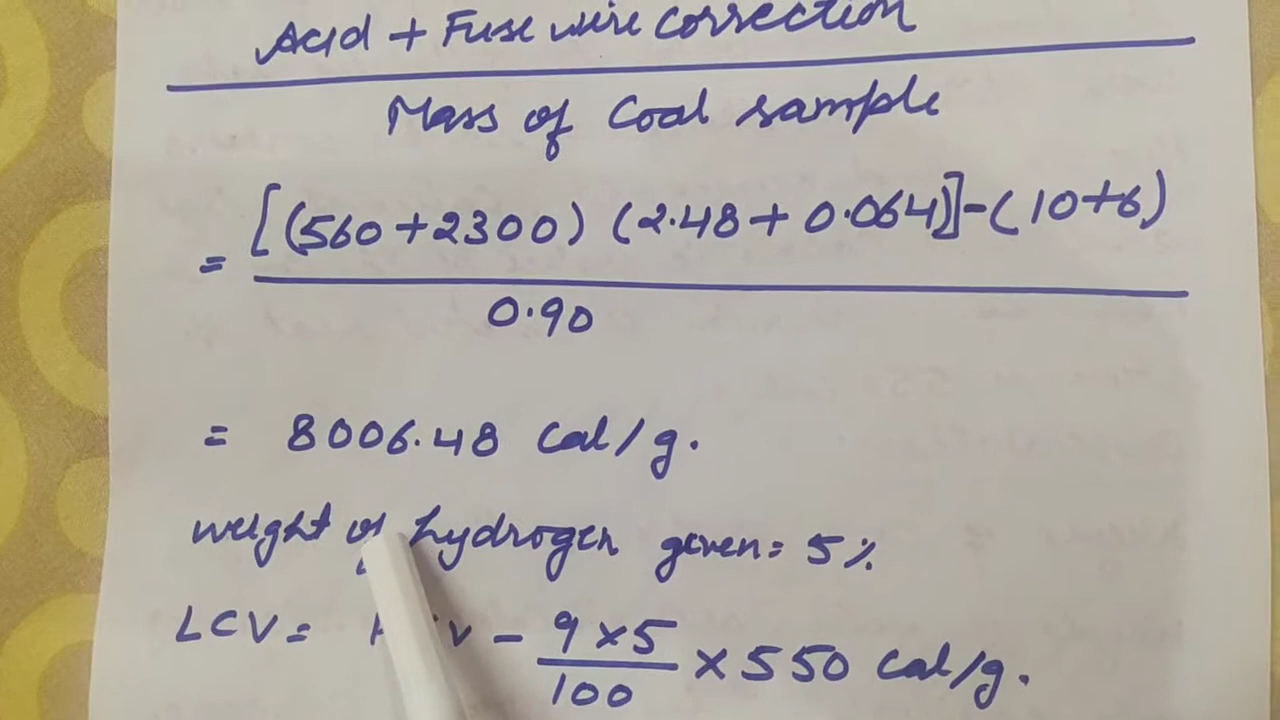 Acid + Fuse wire correction
Mass of Coal sample
= [(560+2300) (2.48+0.064)]-(10+6)
0.90
= 8006.48 Cal/g.
weight of hydrogen given= 5%
LCV= - 9×5 ×550 Cal/g.
100